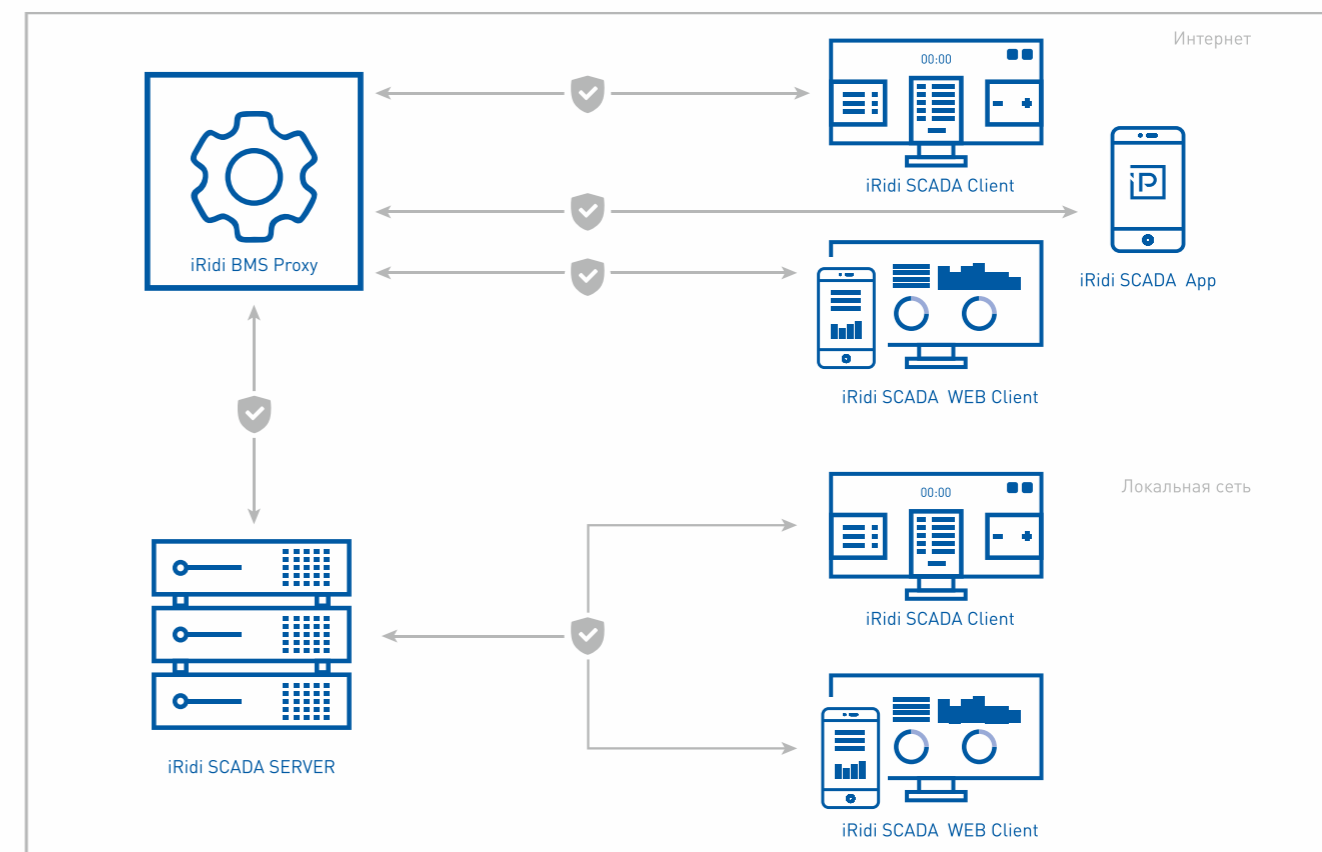 Интернет
00:00
iRidi SCADA Client
iRidi BMS Proxy
iRidi SCADA App
iRidi SCADA WEB Client
Локальная сеть
00:00
iRidi SCADA Client
iRidi SCADA SERVER
iRidi SCADA WEB Client